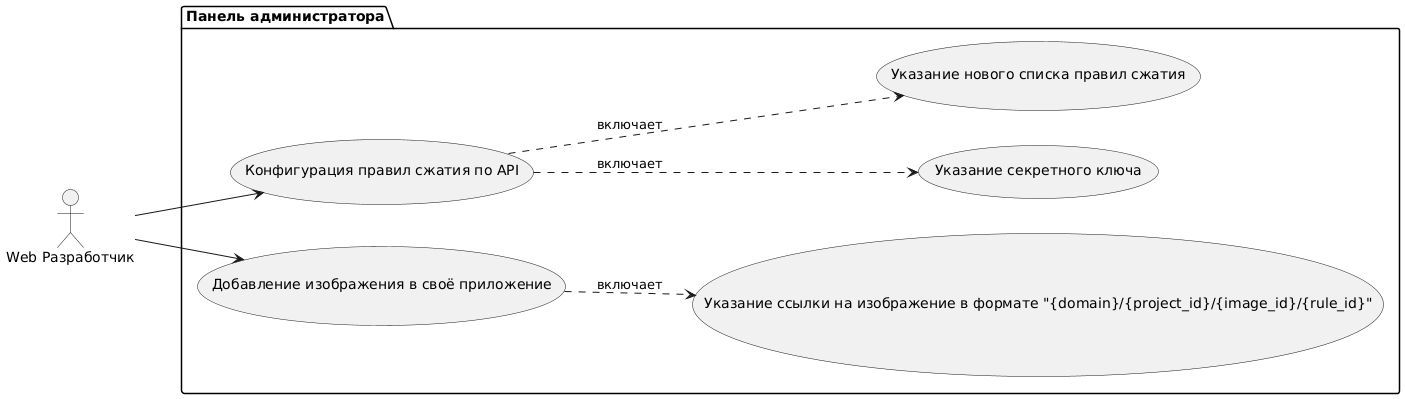 Панель администратора
Указание нового списка правил сжатия
включает
Конфигурация правил сжатия по API
включает
Указание секретного ключа
Web Разработчик
Добавление изображения в своё приложение
включает
Указание ссылки на изображение в формате "{domain}/{project_id}/{image_id}/{rule_id}"